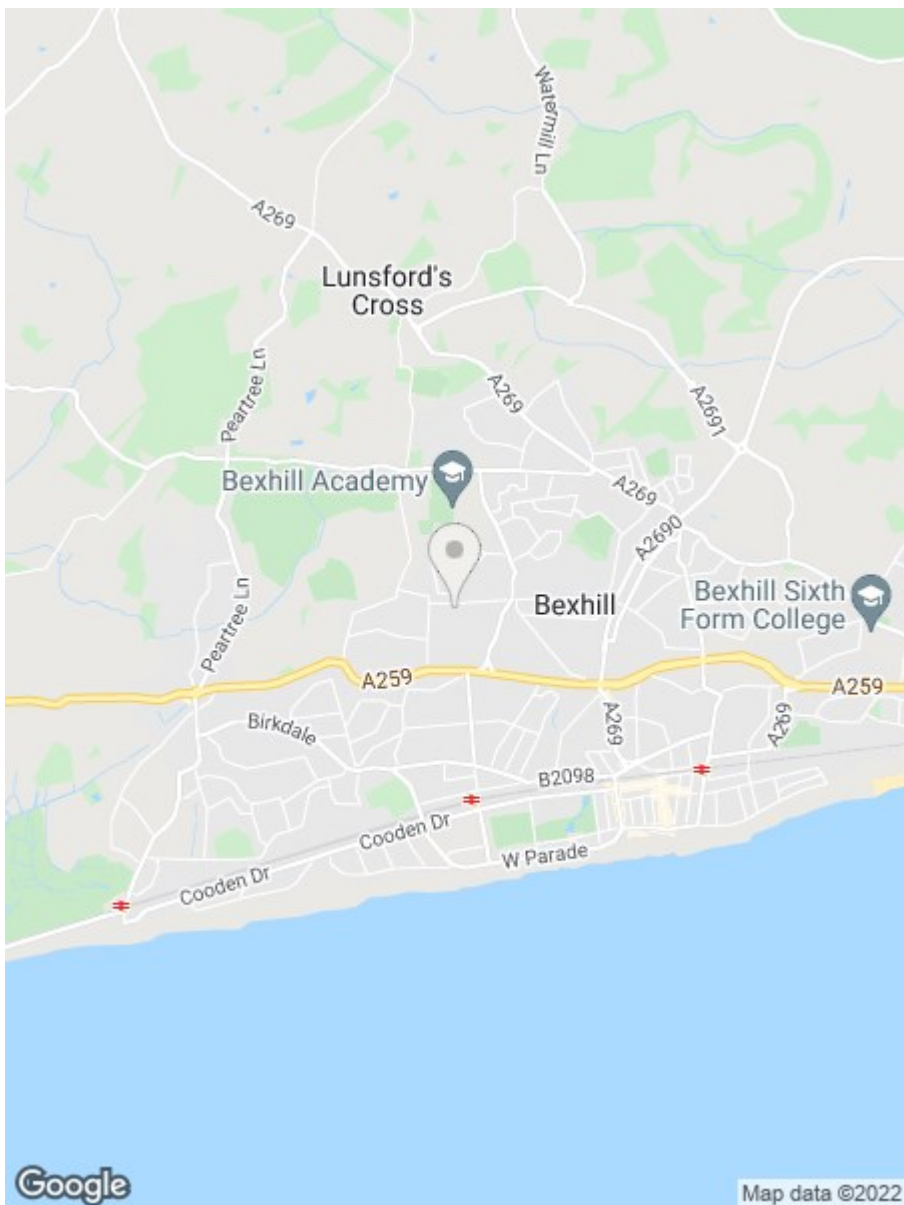 Watermill Ln
A269
Lunsford's
Cross
Peartree Ln
A269
A2691
Bexhill Academy
A269
A2690
Bexhill
Bexhill Sixth
Form College
Peartree Ln
A259
A259
Birkdale
A269
A269
B2098
Cooden Dr
W Parade
Cooden Dr
Google
Map data ©2022